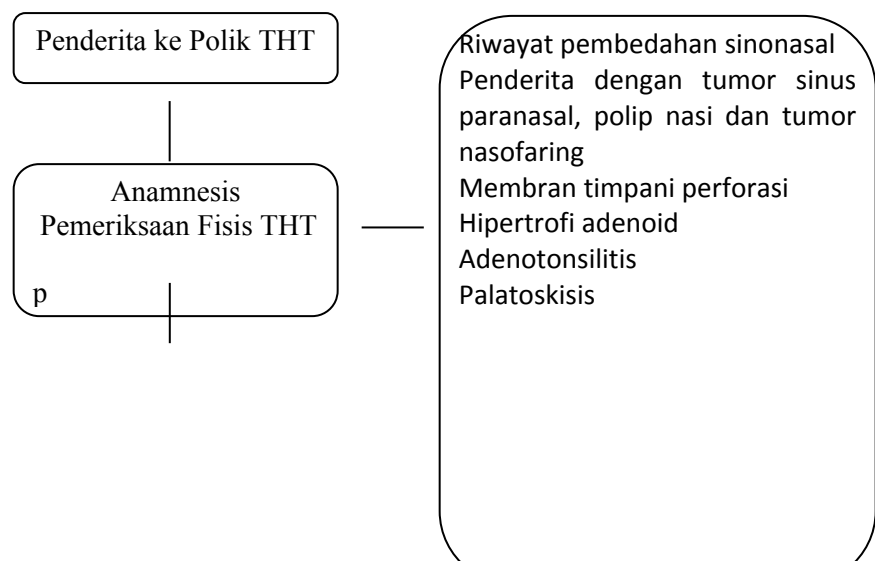 Penderita ke Polik THT
Anamnesis
Pemeriksaan Fisis THT
p
Riwayat pembedahan sinonasal
Penderita dengan tumor sinus
paranasal, polip nasi dan tumor
nasofaring
Membran timpani perforasi
Hipertrofi adenoid
Adenotonsilitis
Palatoskisis